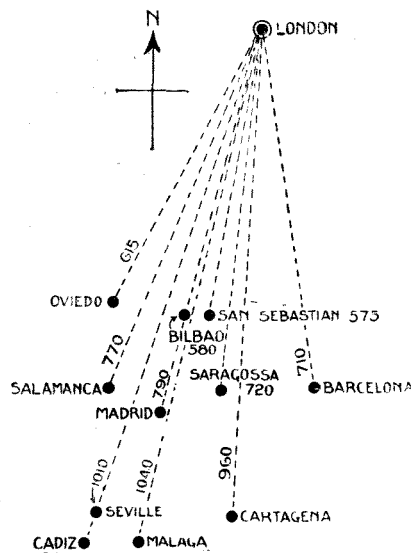 N
LONDON
615
OVIEDO
SAN SEBASTIAN 573
BILBAO
580
770
710
SALAMANCA
790
SARAGOSSA
720
BARCELONA
MADRID
1010
1040
960
SEVILLE
CARTAGENA
CADIZ
MALAGA